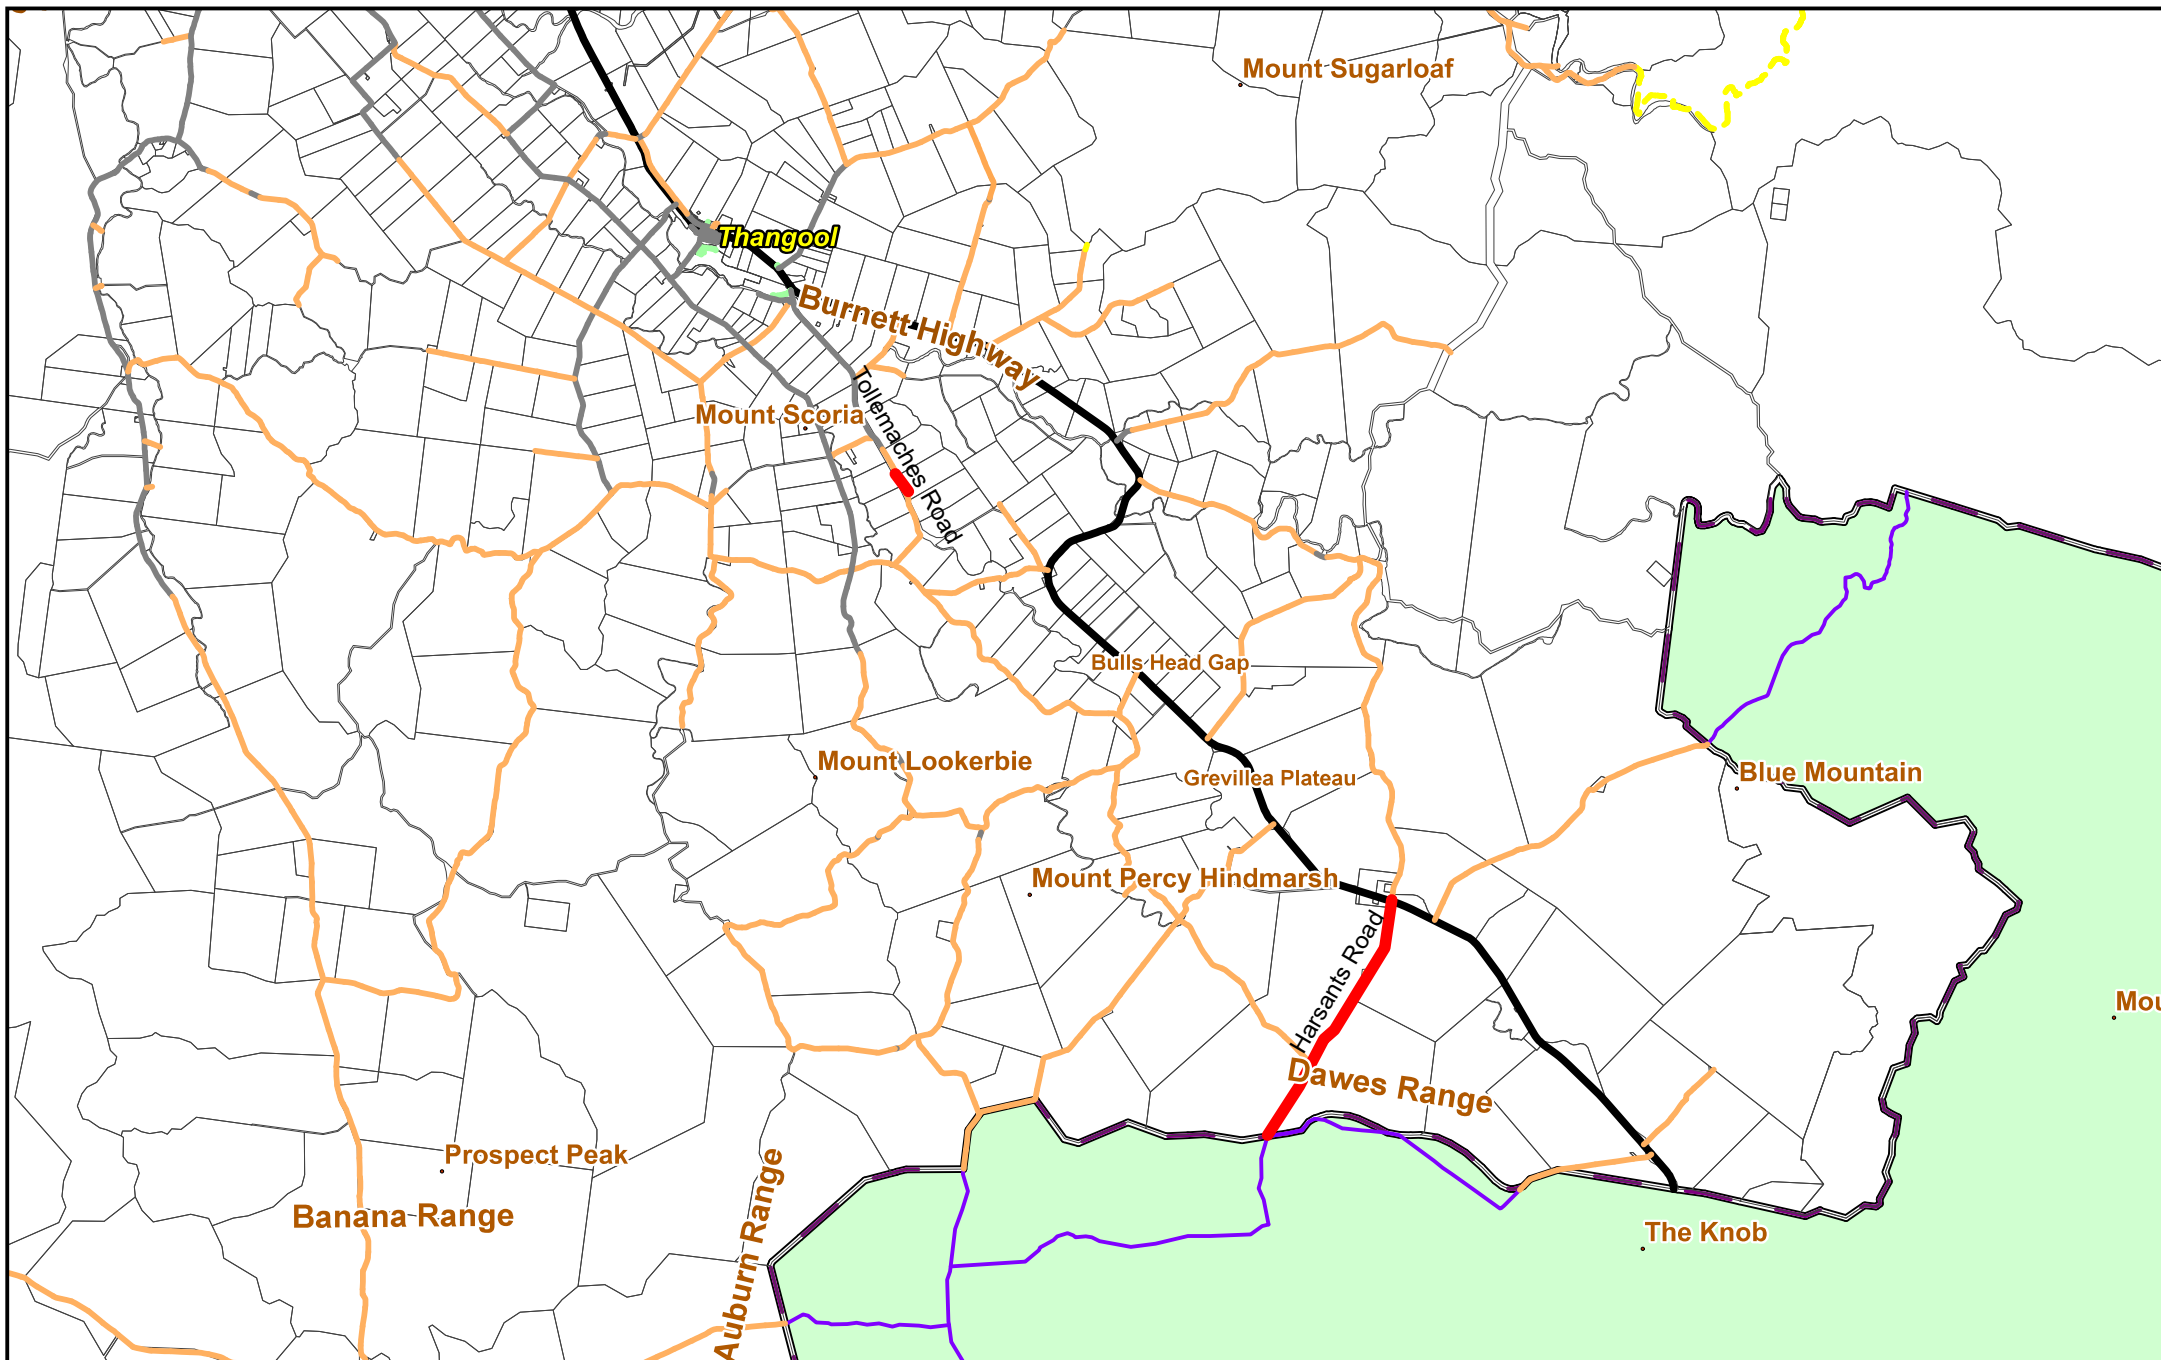 Mount Sugarloaf
Thangool
Burnett Highway
Tollemaches Road
Mount Scoria
Bulls Head Gap
Mount Lookerbie
Grevillea Plateau
Blue Mountain
Mount Percy Hindmarsh
Harsants Road
Mou
Dawes Range
Prospect Peak
Banana Range
Auburn Range
The Knob